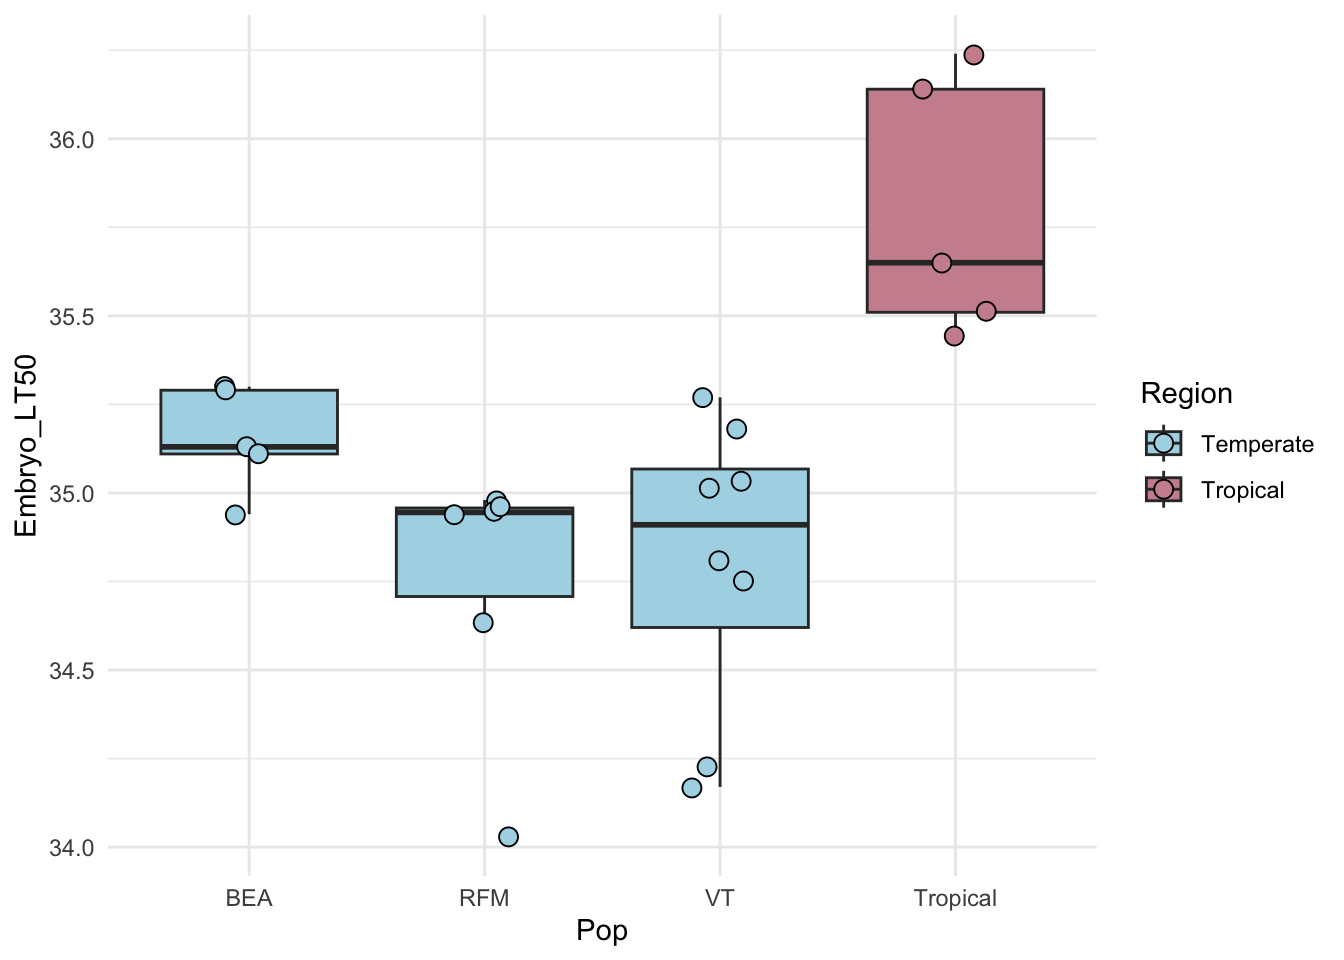 Embryo_LT50
36.0
35.5
35.0
34.5
34.0
BEA RFM VT Tropical
Pop
Region
Temperate
Tropical